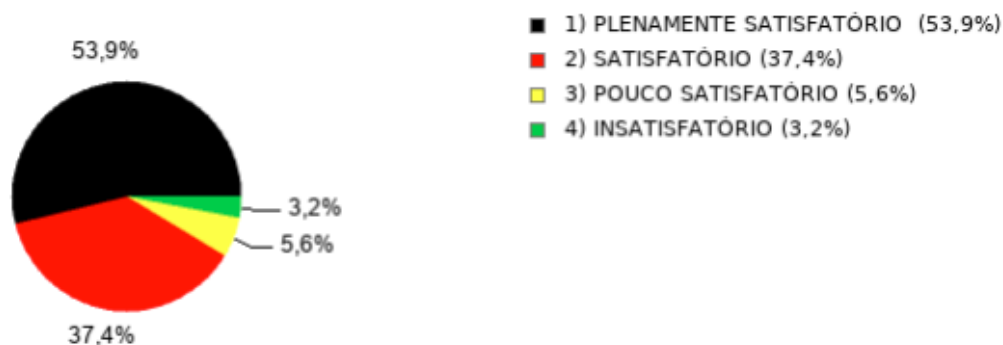 53,9%
3,2%
5,6%
37,4%
1) PLENAMENTE SATISFATÓRIO (53,9%)
2) SATISFATÓRIO (37,4%)
3) POUCO SATISFATÓRIO (5,6%)
4) INSATISFATÓRIO (3,2%)